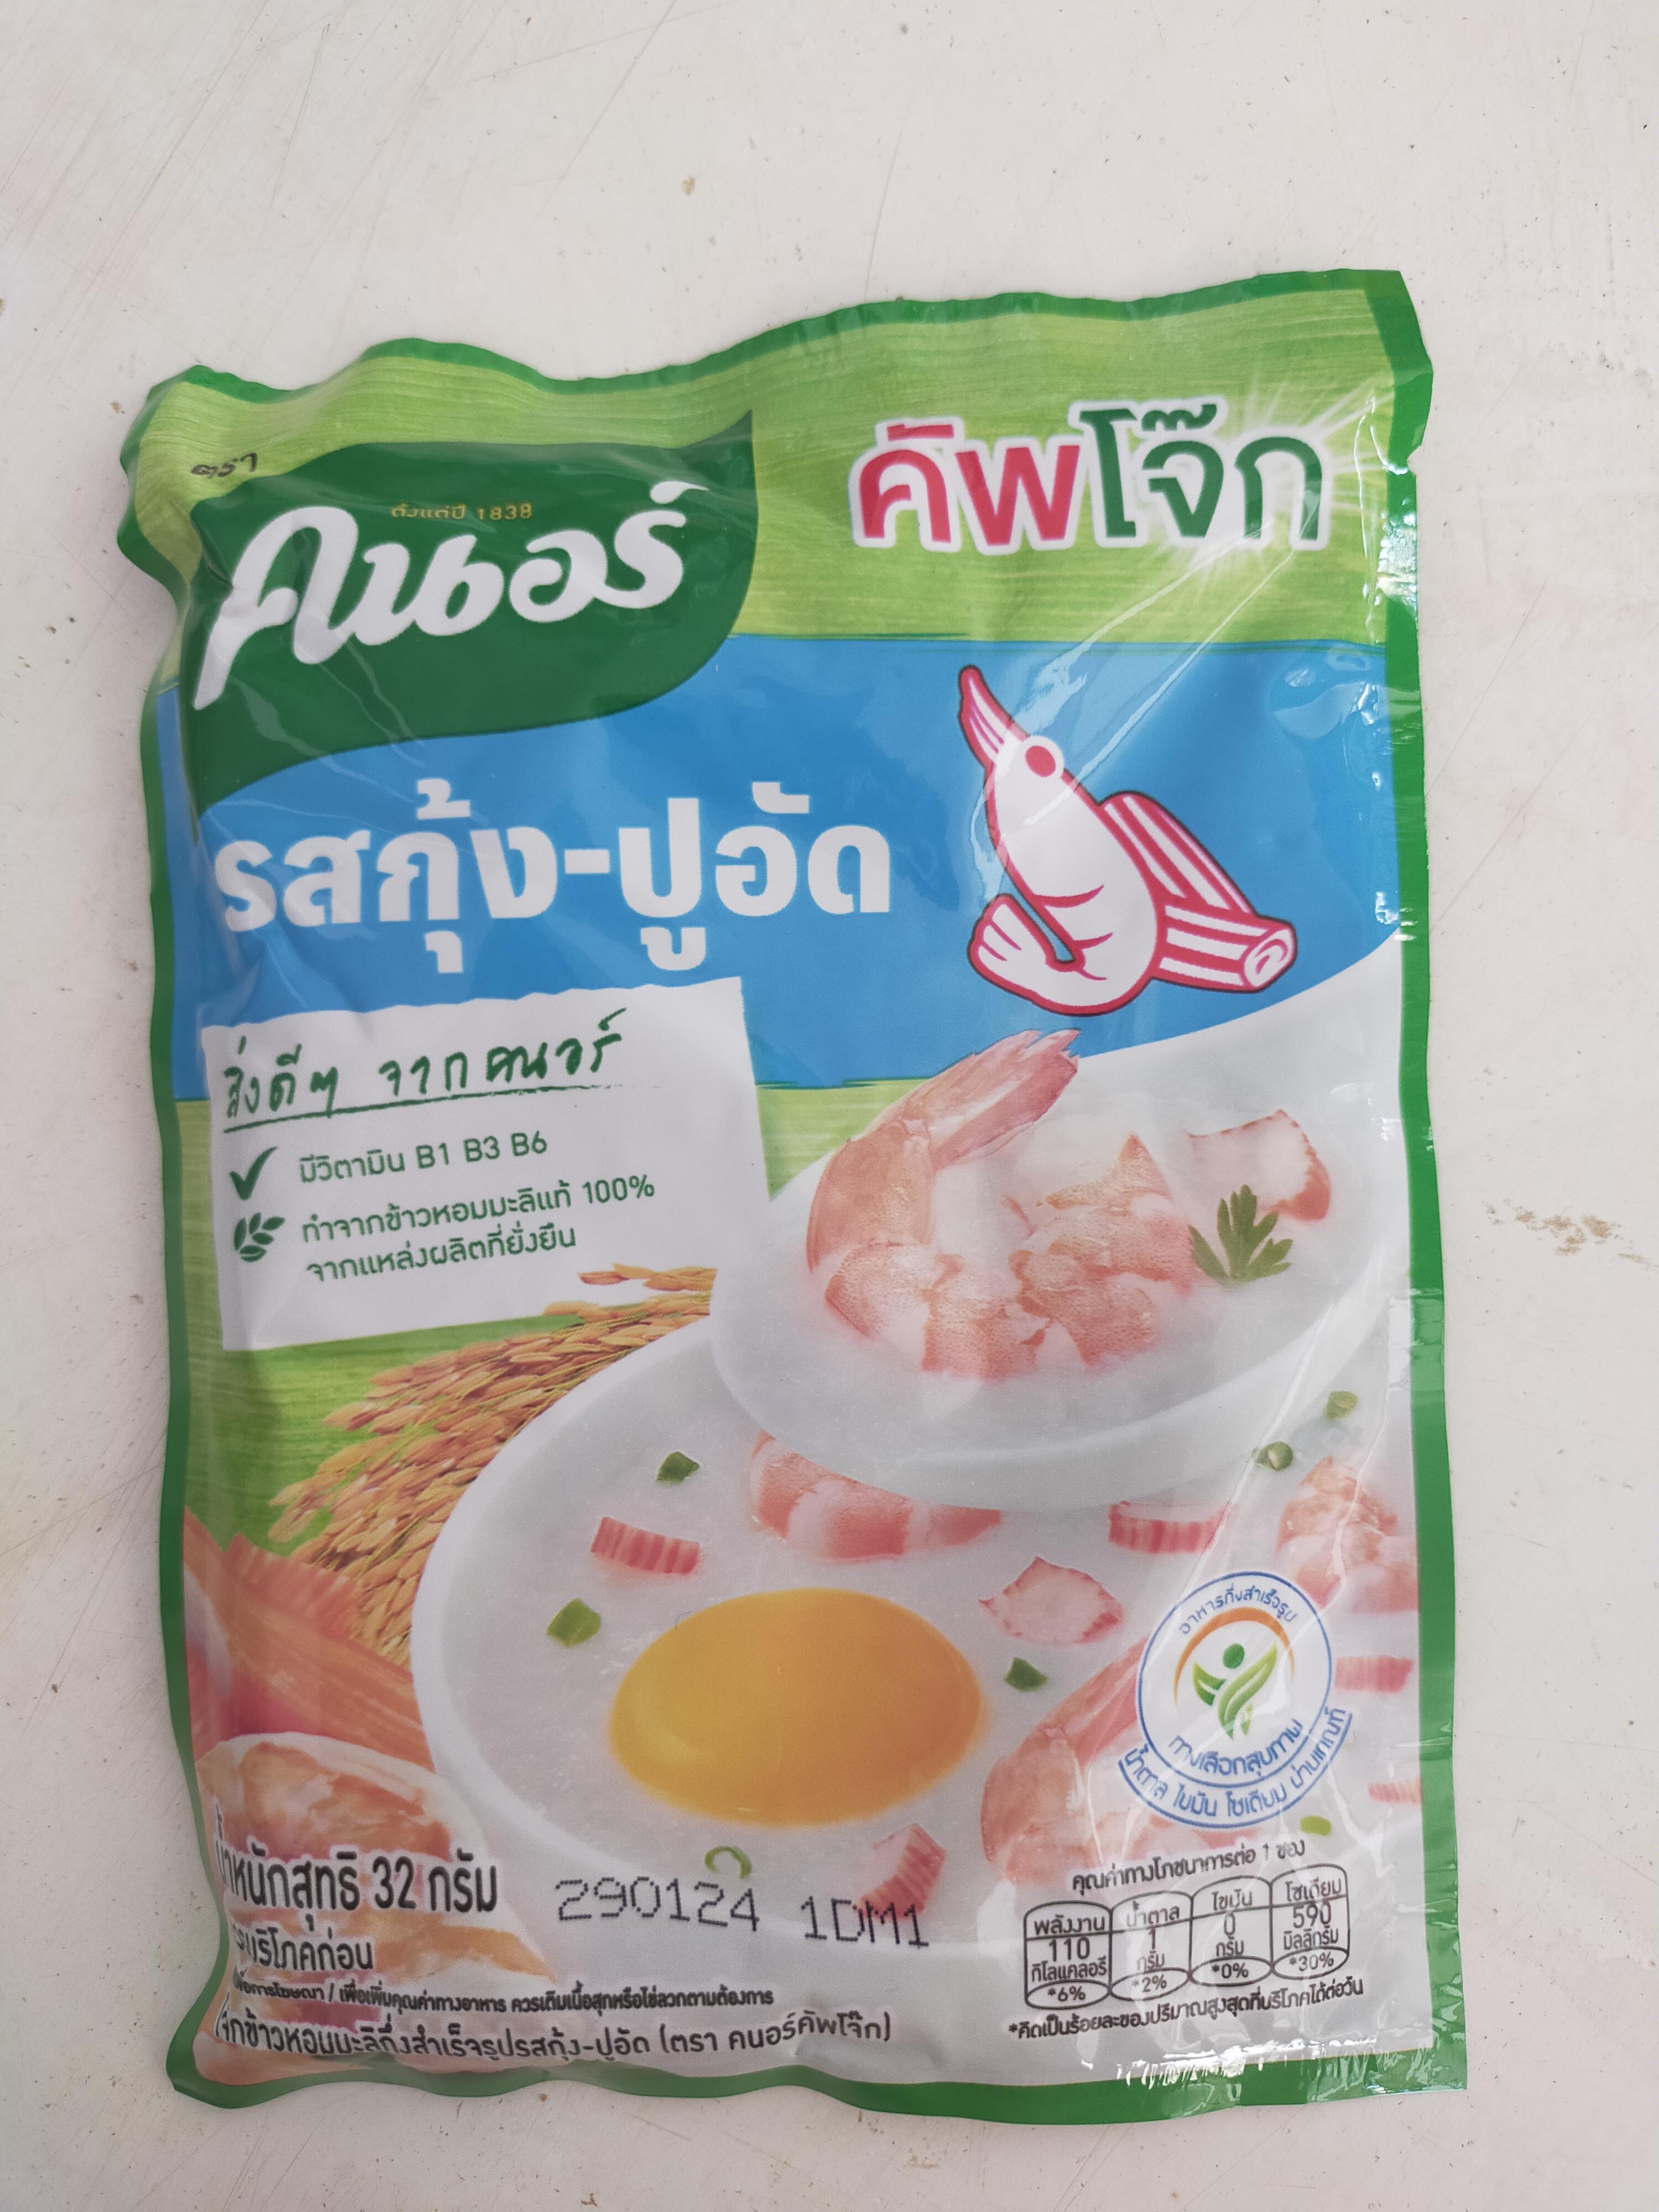 ตรา
ตั้งแต่ปี 1838
คนอร์
คัพโจ๊ก
รสกุ้ง-ปูอัด
สิ่งดีๆ จากคนอร์
มีวิตามิน B1 B3 B6
ทำจากข้าวหอมมะลิแท้ 100%
จากแหล่งผลิตที่ยั่งยืน
อาหารกึ่งสำเร็จรูป
ทางเลือกสุขภาพ
น้ำตาล ไขมัน โซเดียม ผ่านเกณฑ์
น้ำหนักสุทธิ 32 กรัม
290124 1DM1
ควรบริโภคก่อน
เพื่อการโฆษณา / เพื่อเพิ่มคุณค่าทางอาหาร ควรเติมเนื้อสุกหรือไข่ลวกตามต้องการ
โจ๊กข้าวหอมมะลิกึ่งสำเร็จรูปรสกุ้ง-ปูอัด (ตรา คนอร์คัพโจ๊ก)
คุณค่าทางโภชนาการต่อ 1 ซอง
พลังงาน น้ำตาล ไขมัน โซเดียม
110 1 0 590
กิโลแคลอรี กรัม กรัม มิลลิกรัม
*6% *2% *0% *30%
*คิดเป็นร้อยละของปริมาณสูงสุดที่บริโภคได้ต่อวัน